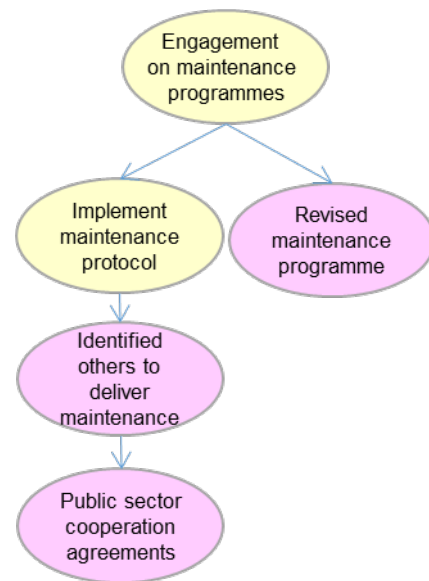 Engagement
on maintenance
programmes
Implement
maintenance
protocol
Revised
maintenance
programme
Identified
others to
deliver
maintenance
Public sector
cooperation
agreements